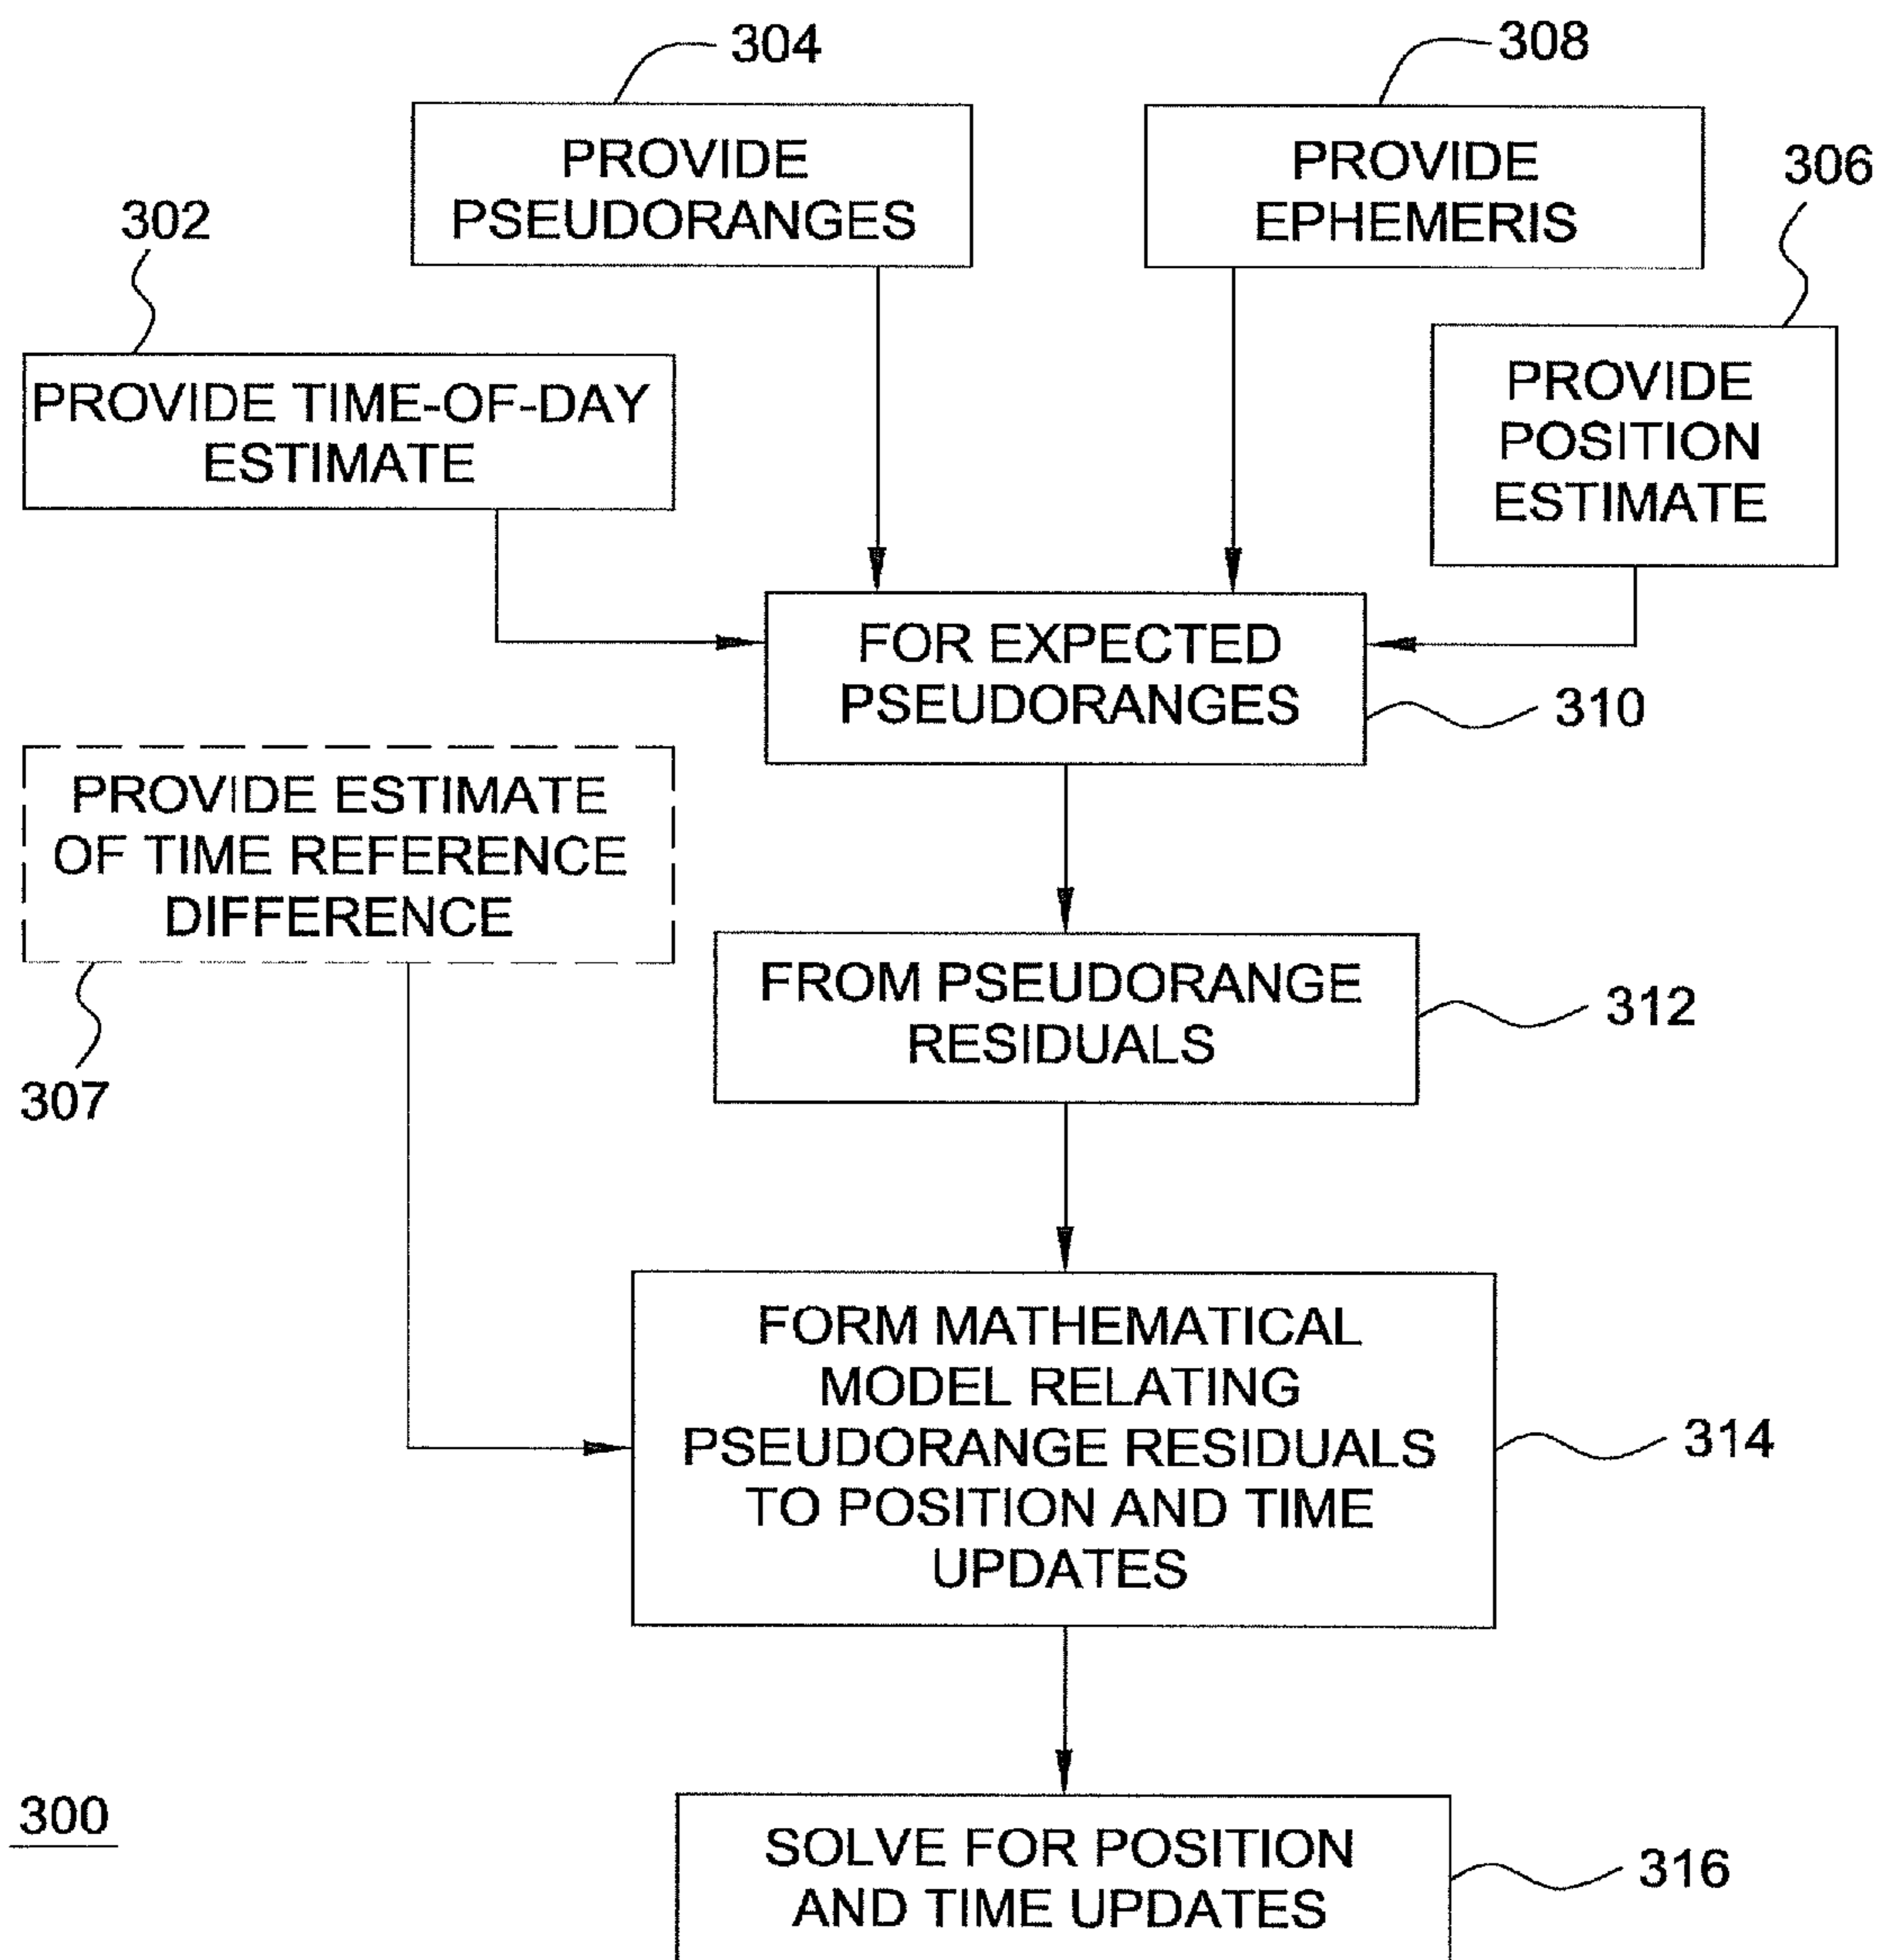 304
308
PROVIDE
PSEUDORANGES
PROVIDE
EPHEMERIS
306
302
PROVIDE TIME-OF-DAY
ESTIMATE
PROVIDE
POSITION
ESTIMATE
FOR EXPECTED
PSEUDORANGES
310
PROVIDE ESTIMATE
OF TIME REFERENCE
DIFFERENCE
307
FROM PSEUDORANGE
RESIDUALS
312
FORM MATHEMATICAL
MODEL RELATING
PSEUDORANGE RESIDUALS
TO POSITION AND TIME
UPDATES
314
300
SOLVE FOR POSITION
AND TIME UPDATES
316